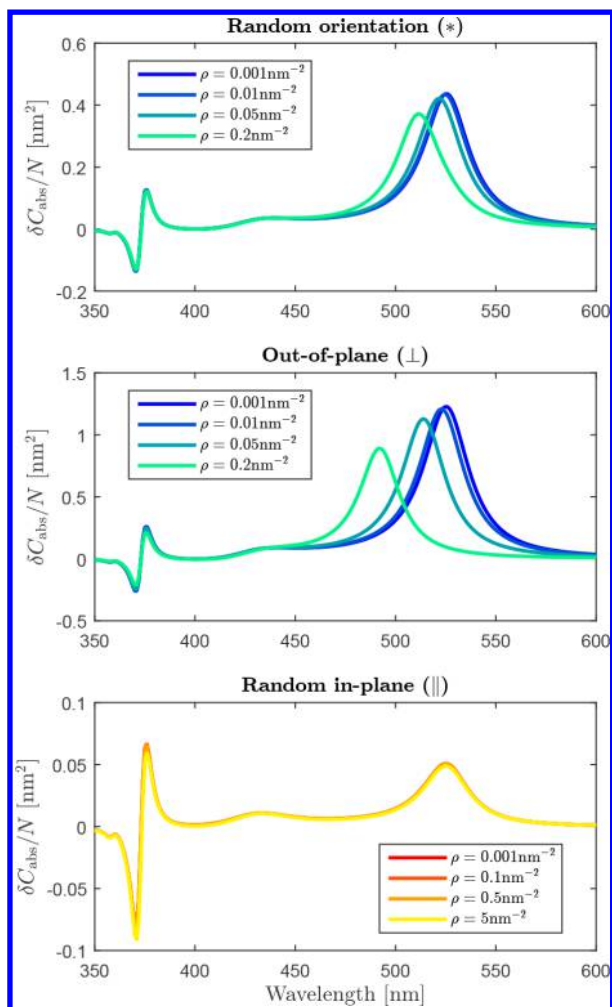 Random orientation (∗)
0.6
0.4
0.2
0
-0.2
δC_abs/N [nm²]
ρ = 0.001nm⁻²
ρ = 0.01nm⁻²
ρ = 0.05nm⁻²
ρ = 0.2nm⁻²
350 400 450 500 550 600
Out-of-plane (⊥)
1.5
1
0.5
0
-0.5
δC_abs/N [nm²]
ρ = 0.001nm⁻²
ρ = 0.01nm⁻²
ρ = 0.05nm⁻²
ρ = 0.2nm⁻²
350 400 450 500 550 600
Random in-plane (∥)
0.1
0.05
0
-0.05
-0.1
δC_abs/N [nm²]
ρ = 0.001nm⁻²
ρ = 0.1nm⁻²
ρ = 0.5nm⁻²
ρ = 5nm⁻²
350 400 450 500 550 600
Wavelength [nm]